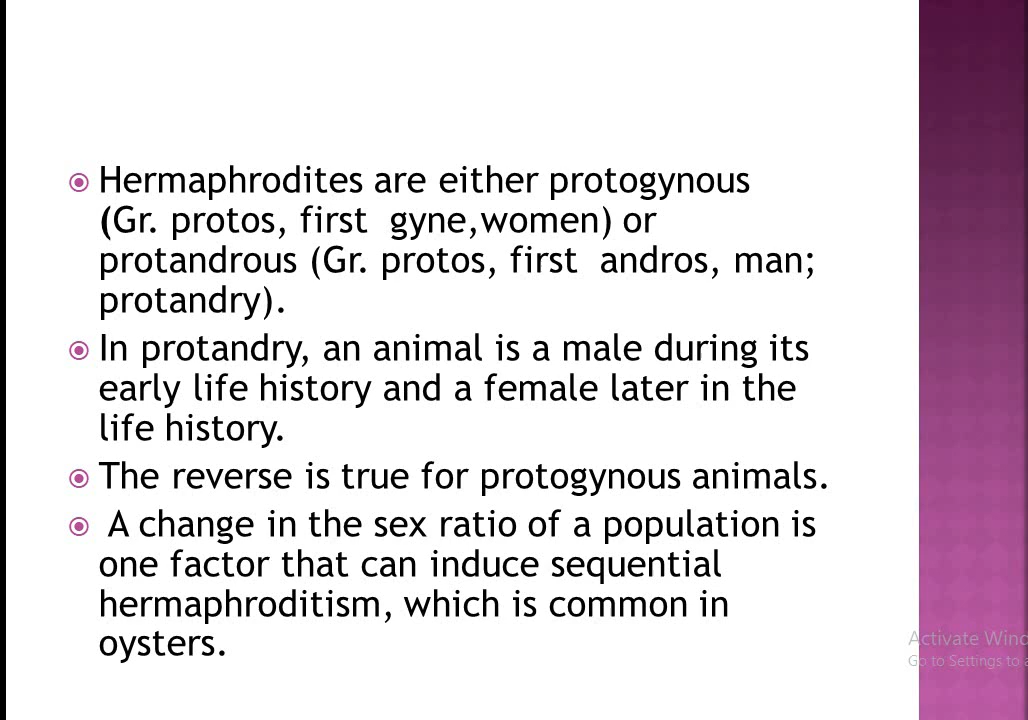 Hermaphrodites are either protogynous
(Gr. protos, first  gyne,women) or
protandrous (Gr. protos, first  andros, man;
protandry).
In protandry, an animal is a male during its
early life history and a female later in the
life history.
The reverse is true for protogynous animals.
A change in the sex ratio of a population is
one factor that can induce sequential
hermaphroditism, which is common in
oysters.
Activate Wind
Go to Settings to a